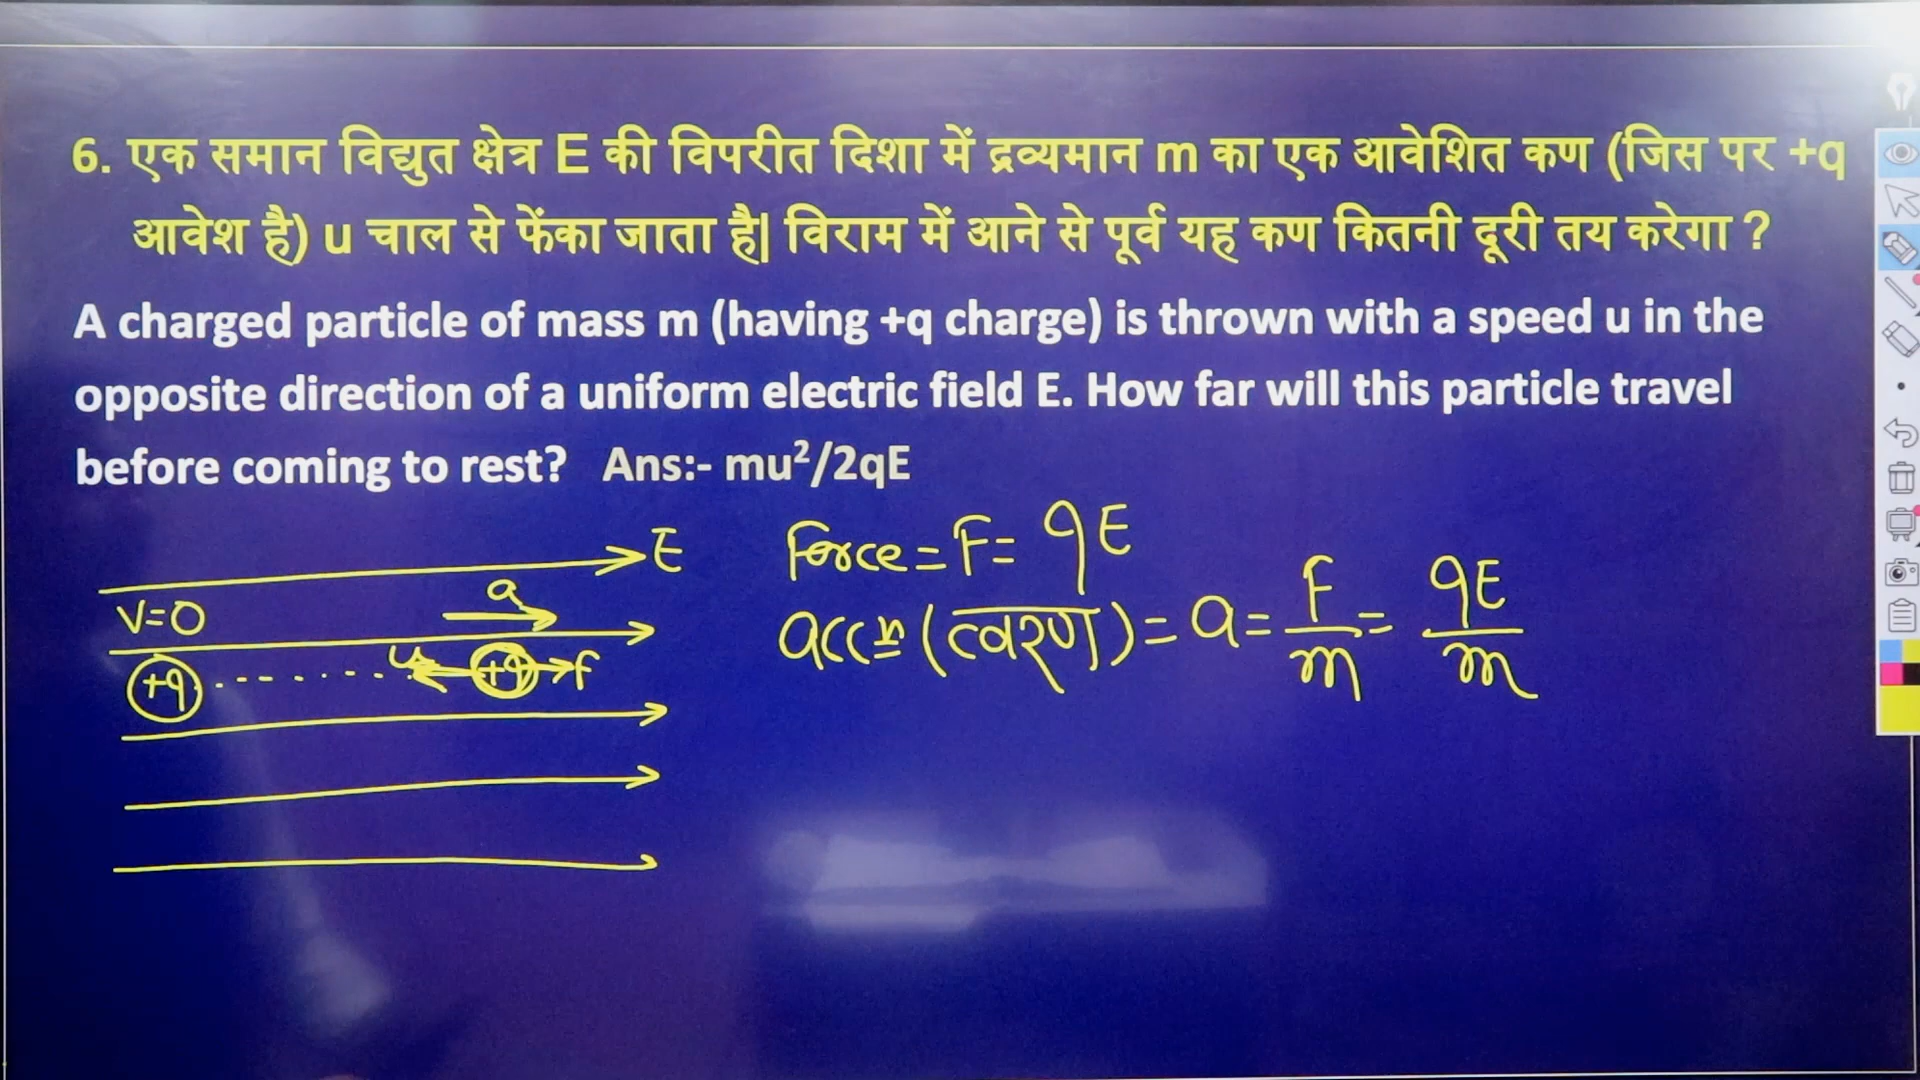 6. एक समान विद्युत क्षेत्र E की विपरीत दिशा में द्रव्यमान m का एक आवेशित कण (जिस पर +q
आवेश है) u चाल से फेंका जाता है| विराम में आने से पूर्व यह कण कितनी दूरी तय करेगा ?
A charged particle of mass m (having +q charge) is thrown with a speed u in the
opposite direction of a uniform electric field E. How far will this particle travel
before coming to rest? Ans:- mu²/2qE
Force = F = qE
accⁿ (त्वरण) = a = F/m = qE/m
E
a
V=0
+q u +q F